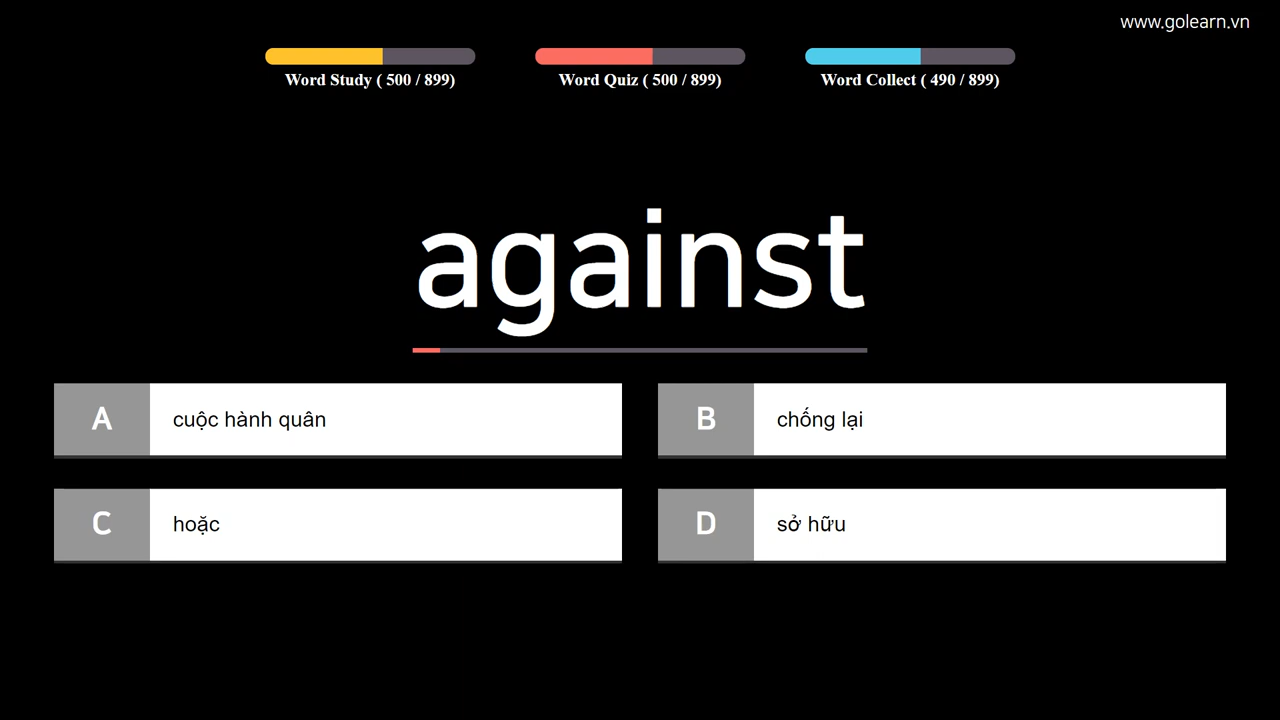 www.golearn.vn
Word Study ( 500 / 899)
Word Quiz ( 500 / 899)
Word Collect ( 490 / 899)
against
A cuộc hành quân
B chống lại
C hoặc
D sở hữu